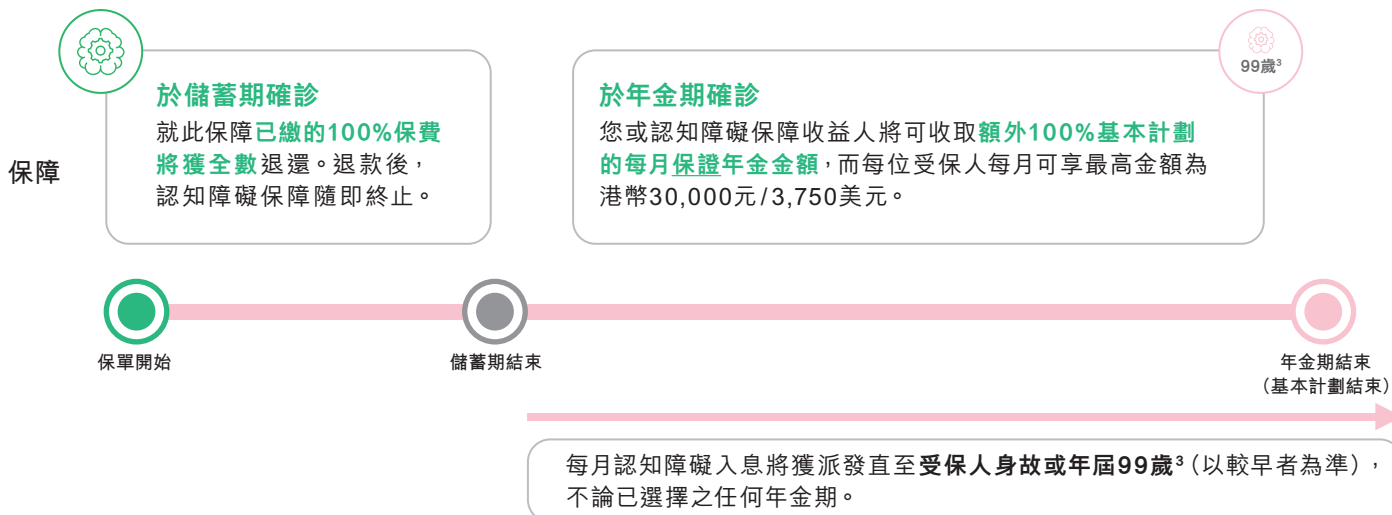 99歲3
於儲蓄期確診
就此保障已繳的100%保費
將獲全數退還。退款後，
認知障礙保障隨即終止。
於年金期確診
您或認知障礙保障收益人將可收取額外100%基本計劃
的每月保證年金金額，而每位受保人每月可享最高金額為
港幣30,000元/3,750美元。
保障
保單開始
儲蓄期結束
年金期結束
（基本計劃結束）
每月認知障礙入息將獲派發直至受保人身故或年屆99歲3（以較早者為準），
不論已選擇之任何年金期。